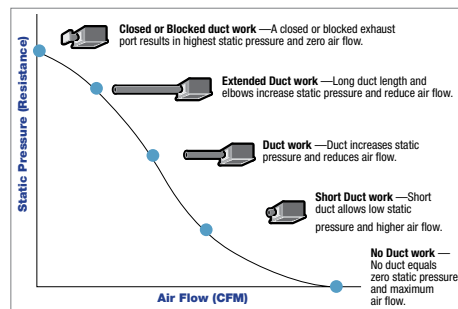 Closed or Blocked duct work —A closed or blocked exhaust
port results in highest static pressure and zero air flow.
Extended Duct work —Long duct length and
elbows increase static pressure and reduce air flow.
Duct work —Duct increases static
pressure and reduces air flow.
Short Duct work —Short
duct allows low static
pressure and higher air flow.
No Duct work —
No duct equals
zero static pressure
and maximum
air flow.
Static Pressure (Resistance)
Air Flow (CFM)